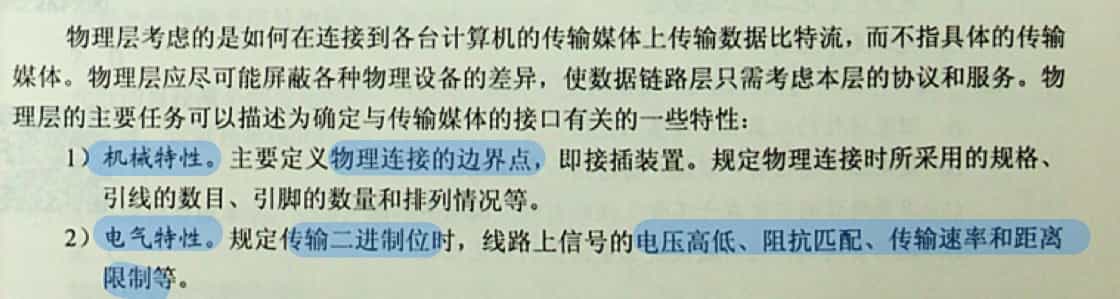 物理层考虑的是如何在连接到各台计算机的传输媒体上传输数据比特流，而不指具体的传输
媒体。物理层应尽可能屏蔽各种物理设备的差异，使数据链路层只需考虑本层的协议和服务。物
理层的主要任务可以描述为确定与传输媒体的接口有关的一些特性：
1）机械特性。主要定义物理连接的边界点，即接插装置。规定物理连接时所采用的规格、
引线的数目、引脚的数量和排列情况等。
2）电气特性。规定传输二进制位时，线路上信号的电压高低、阻抗匹配、传输速率和距离
限制等。